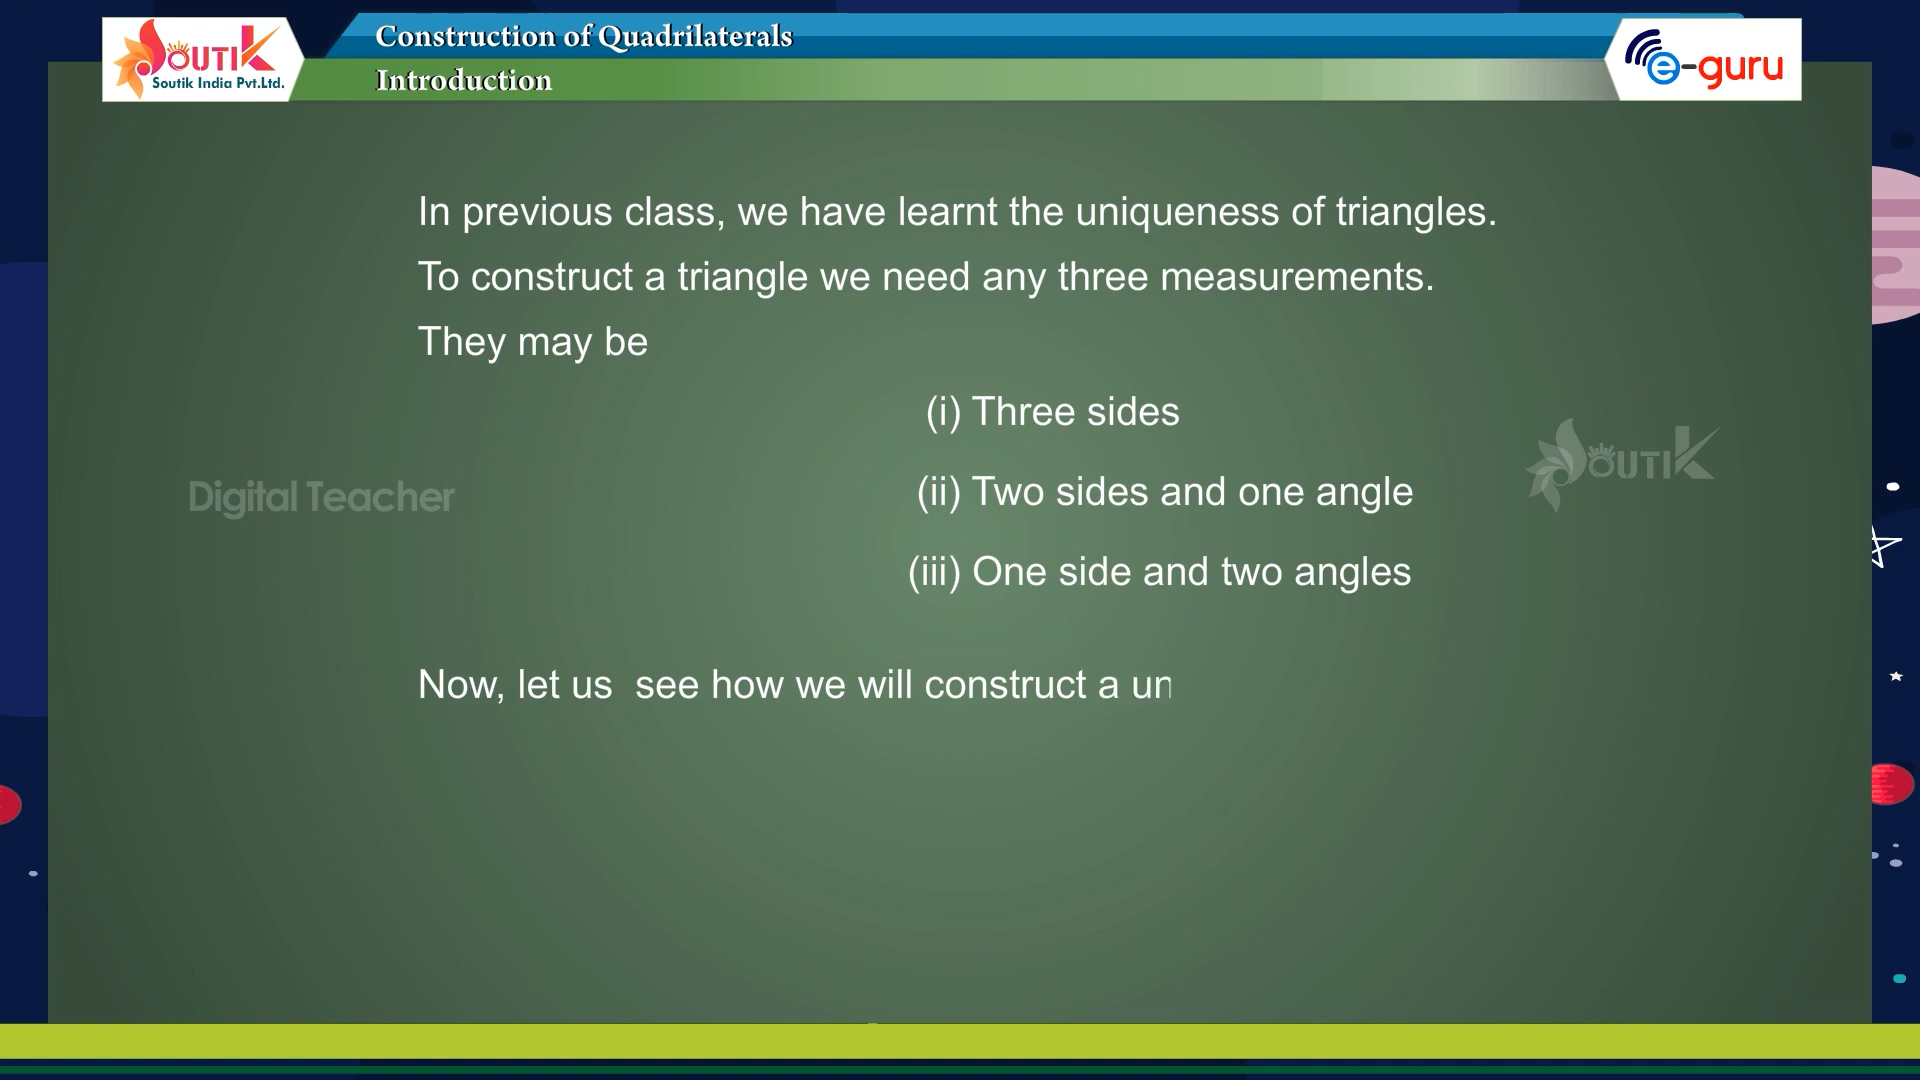 SOUTIK
Soutik India Pvt.Ltd.
Construction of Quadrilaterals
Introduction
e-guru
In previous class, we have learnt the uniqueness of triangles.
To construct a triangle we need any three measurements.
They may be
(i) Three sides
(ii) Two sides and one angle
(iii) One side and two angles
Digital Teacher
SOUTIK
Now, let us see how we will construct a un